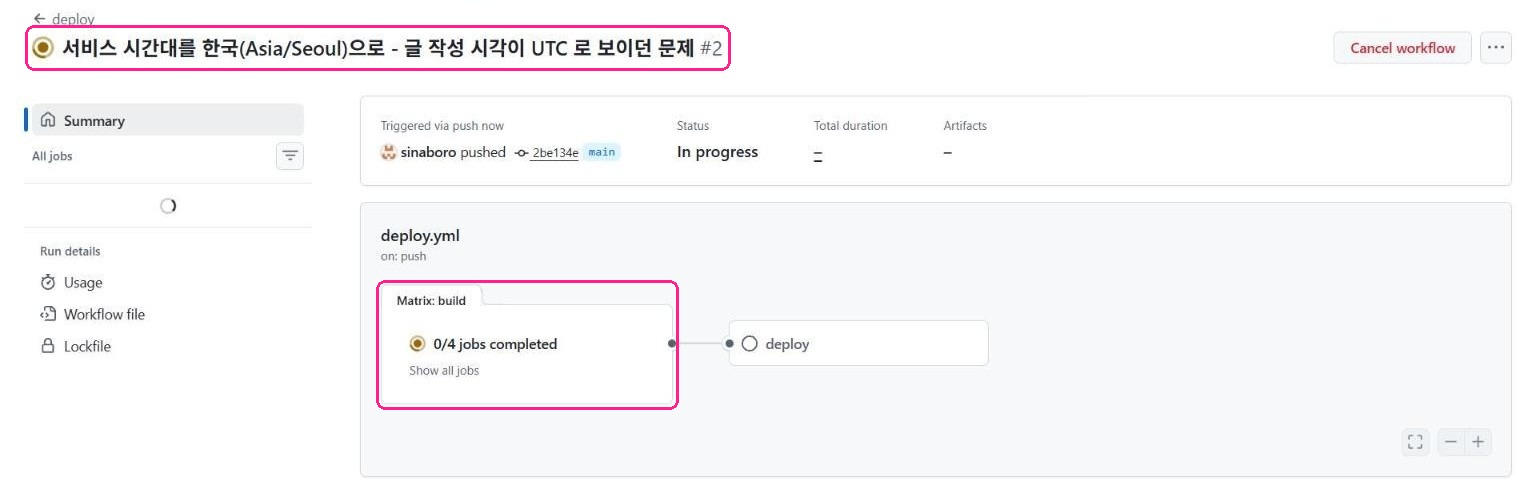 ← deploy
서비스 시간대를 한국(Asia/Seoul)으로 - 글 작성 시각이 UTC 로 보이던 문제 #2
Cancel workflow
...
Summary
All jobs
Run details
Usage
Workflow file
Lockfile
Triggered via push now
sinaboro pushed 2be134e main
Status
In progress
Total duration
–
Artifacts
–
deploy.yml
on: push
Matrix: build
0/4 jobs completed
Show all jobs
deploy